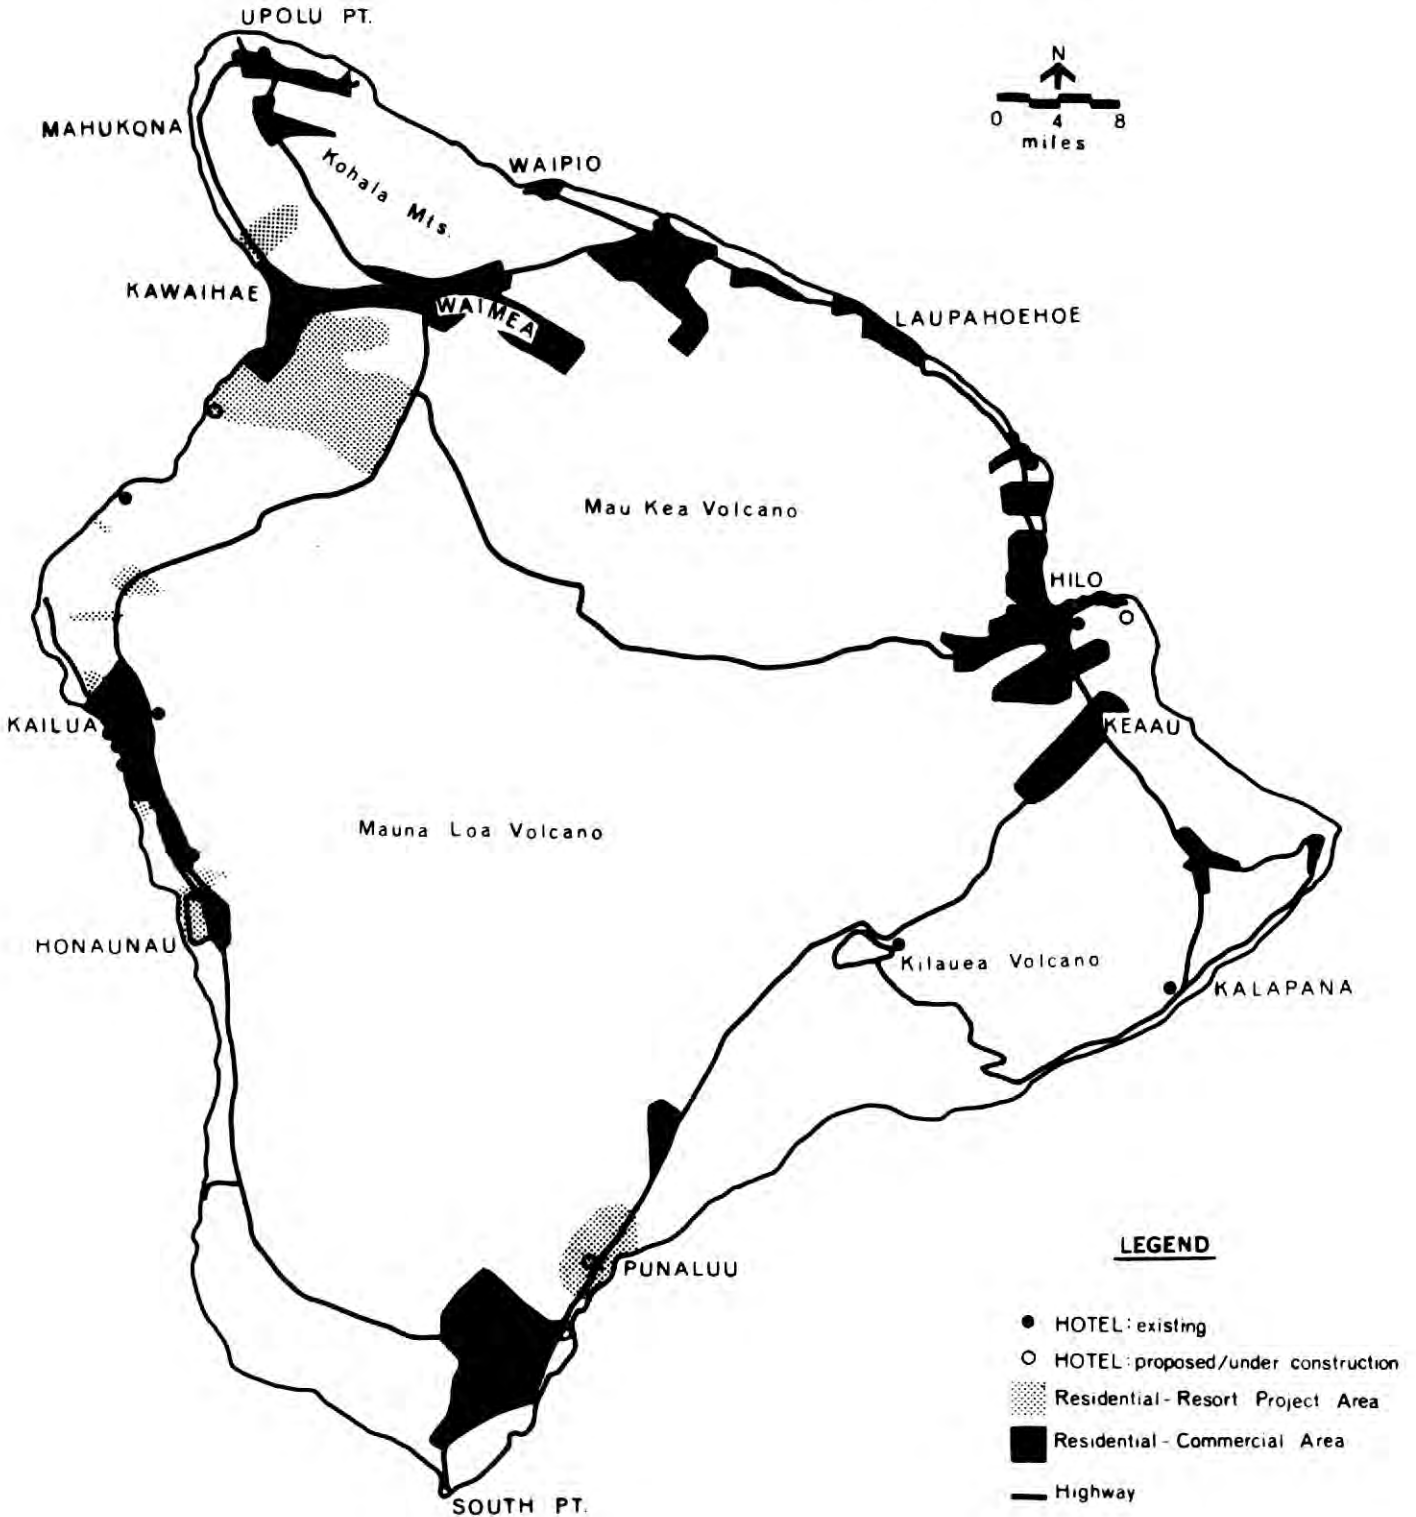 UPOLU PT.
N
0 4 8
miles
MAHUKONA
Kohala Mts.
WAIPIO
KAWAIHAE
WAIMEA
LAUPAHOEHOE
Mau Kea Volcano
HILO
KAILUA
KEAAU
Mauna Loa Volcano
HONAUNAU
Kilauea Volcano
KALAPANA
PUNALUU
SOUTH PT.
LEGEND
HOTEL: existing
HOTEL: proposed/under construction
Residential-Resort Project Area
Residential-Commercial Area
Highway